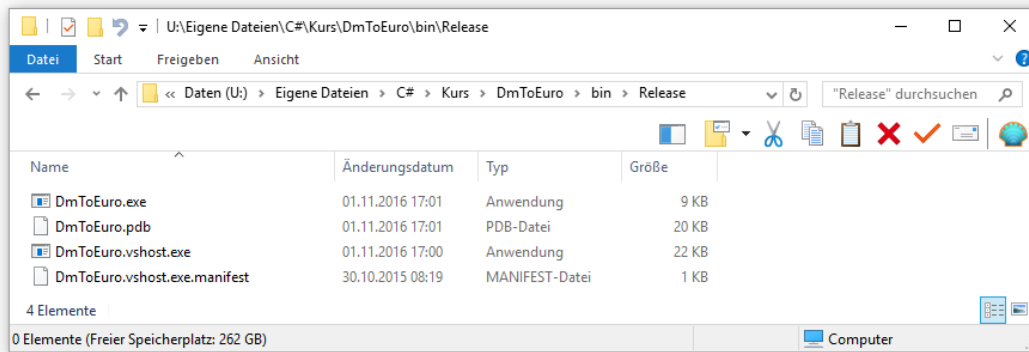 U:\Eigene Dateien\C#\Kurs\DmToEuro\bin\Release
Datei Start Freigeben Ansicht ?
« Daten (U:) > Eigene Dateien > C# > Kurs > DmToEuro > bin > Release "Release" durchsuchen
Name Änderungsdatum Typ Größe
DmToEuro.exe 01.11.2016 17:01 Anwendung 9 KB
DmToEuro.pdb 01.11.2016 17:01 PDB-Datei 20 KB
DmToEuro.vshost.exe 01.11.2016 17:00 Anwendung 22 KB
DmToEuro.vshost.exe.manifest 30.10.2015 08:19 MANIFEST-Datei 1 KB
4 Elemente
0 Elemente (Freier Speicherplatz: 262 GB) Computer